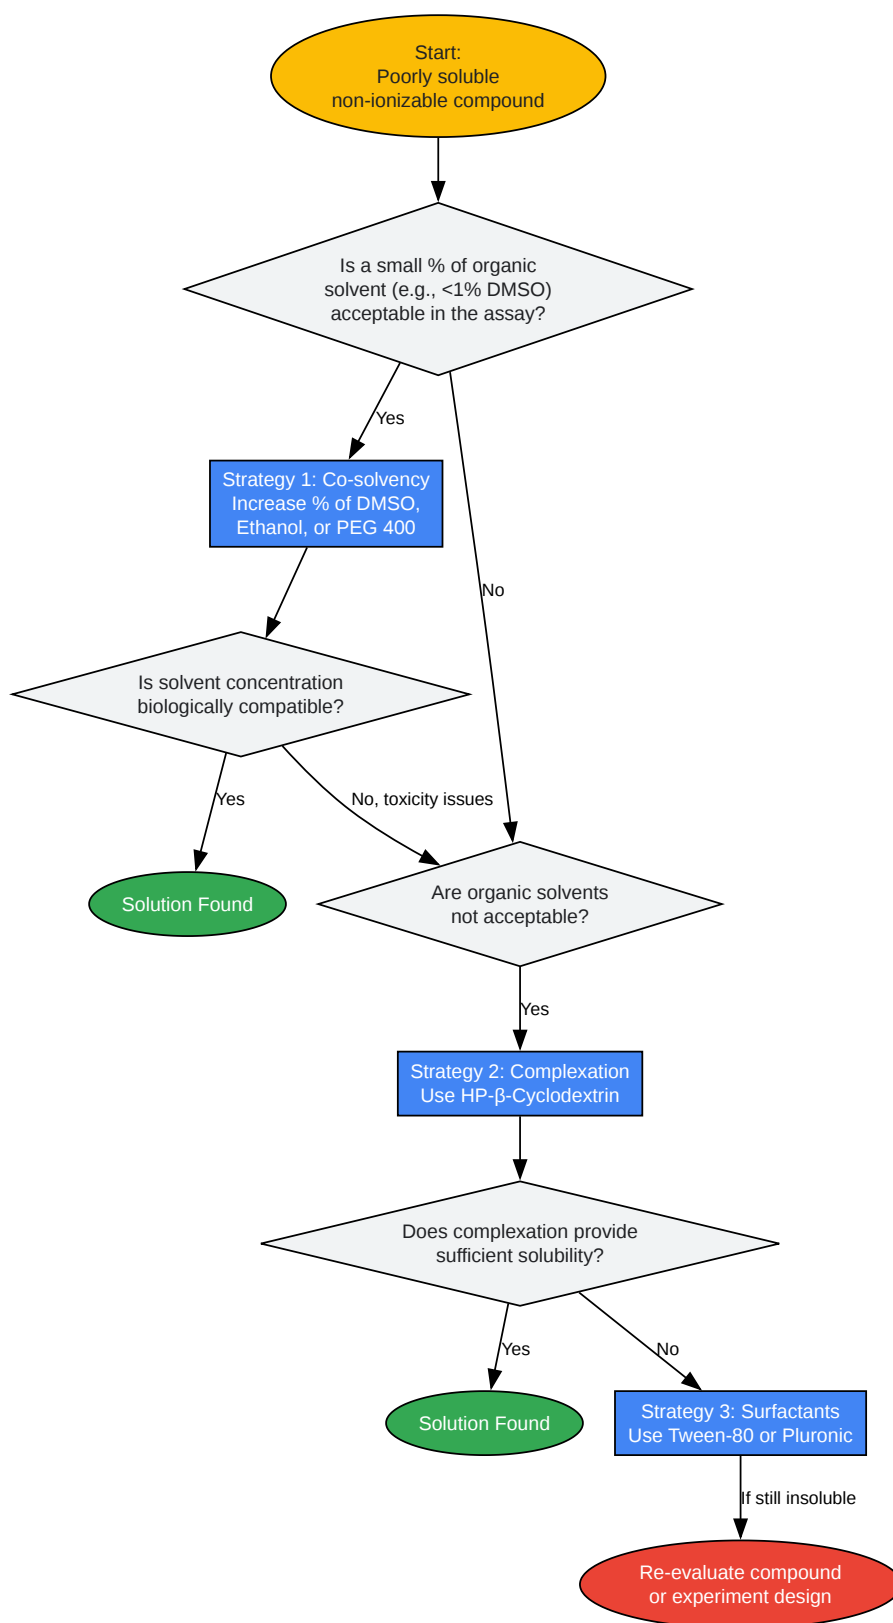 Start:
Poorly soluble
non-ionizable compound
Is a small % of organic
solvent (e.g., <1% DMSO)
acceptable in the assay?
Yes
Strategy 1: Co-solvency
Increase % of DMSO,
Ethanol, or PEG 400
No
Is solvent concentration
biologically compatible?
Yes
No, toxicity issues
Solution Found
Are organic solvents
not acceptable?
Yes
Strategy 2: Complexation
Use HP-β-Cyclodextrin
Does complexation provide
sufficient solubility?
Yes
No
Solution Found
Strategy 3: Surfactants
Use Tween-80 or Pluronic
If still insoluble
Re-evaluate compound
or experiment design